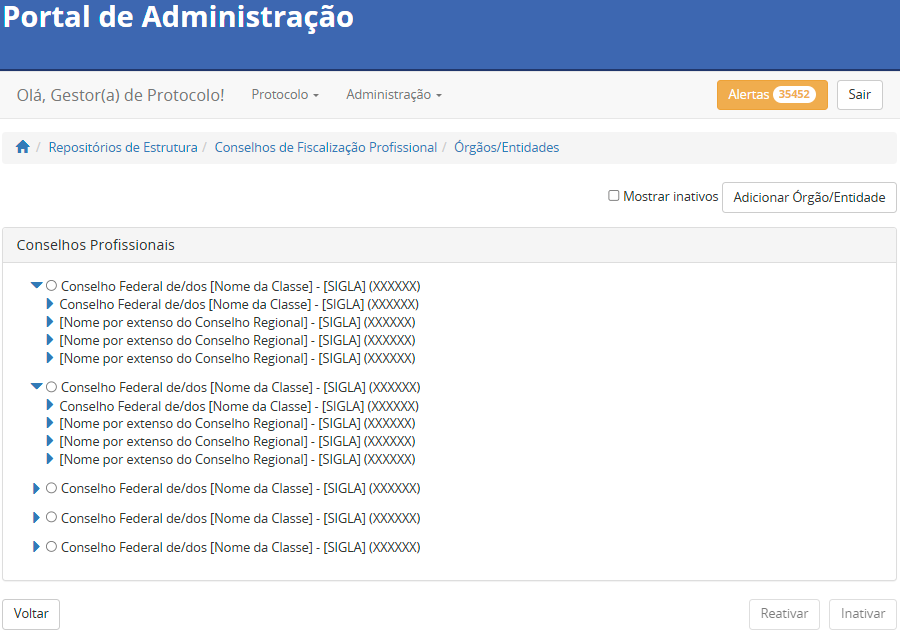 Portal de Administração
Olá, Gestor(a) de Protocolo! Protocolo Administração Alertas 35452 Sair
/ Repositórios de Estrutura / Conselhos de Fiscalização Profissional / Órgãos/Entidades
Mostrar inativos Adicionar Órgão/Entidade
Conselhos Profissionais
Conselho Federal de/dos [Nome da Classe] - [SIGLA] (XXXXXX)
Conselho Federal de/dos [Nome da Classe] - [SIGLA] (XXXXXX)
[Nome por extenso do Conselho Regional] - [SIGLA] (XXXXXX)
[Nome por extenso do Conselho Regional] - [SIGLA] (XXXXXX)
[Nome por extenso do Conselho Regional] - [SIGLA] (XXXXXX)
Conselho Federal de/dos [Nome da Classe] - [SIGLA] (XXXXXX)
Conselho Federal de/dos [Nome da Classe] - [SIGLA] (XXXXXX)
[Nome por extenso do Conselho Regional] - [SIGLA] (XXXXXX)
[Nome por extenso do Conselho Regional] - [SIGLA] (XXXXXX)
[Nome por extenso do Conselho Regional] - [SIGLA] (XXXXXX)
Conselho Federal de/dos [Nome da Classe] - [SIGLA] (XXXXXX)
Conselho Federal de/dos [Nome da Classe] - [SIGLA] (XXXXXX)
Conselho Federal de/dos [Nome da Classe] - [SIGLA] (XXXXXX)
Voltar Reativar Inativar